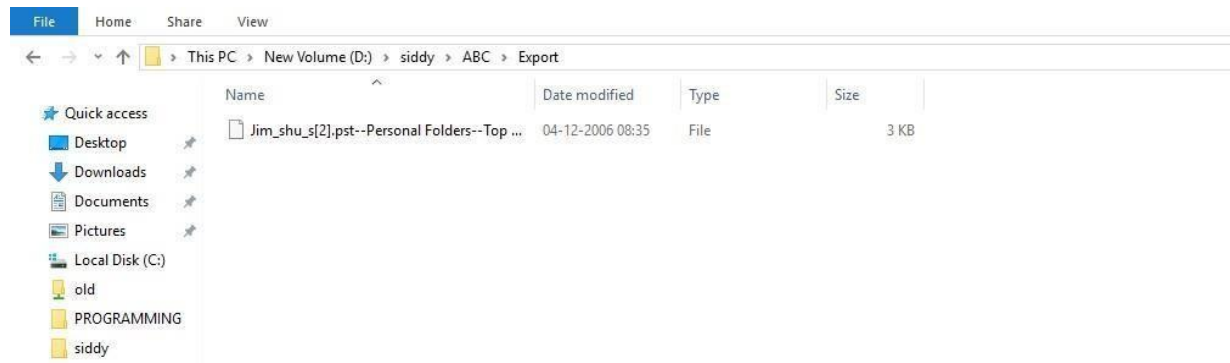 File Home Share View
This PC > New Volume (D:) > siddy > ABC > Export
Name Date modified Type Size
Quick access
Jim_shu_s[2].pst--Personal Folders--Top ... 04-12-2006 08:35 File 3 KB
Desktop
Downloads
Documents
Pictures
Local Disk (C:)
old
PROGRAMMING
siddy